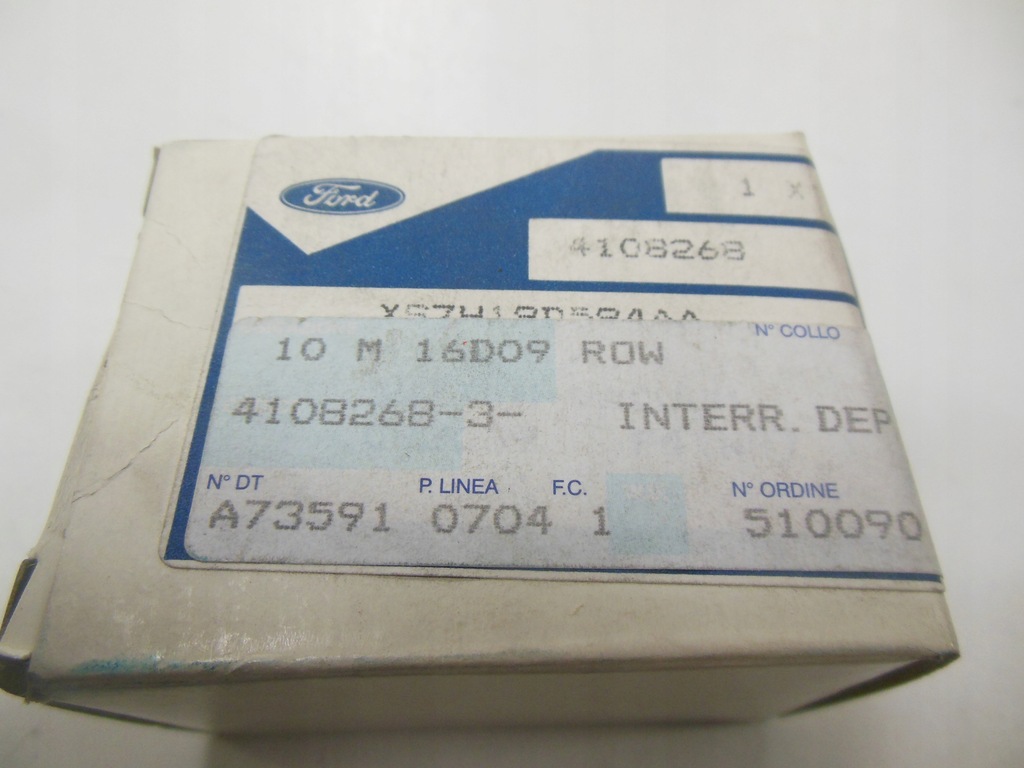 Ford
1 X
4108268
N° COLLO
10 M 16D09 ROW
4108268-3- INTERR. DEP
N° DT P. LINEA F.C. N° ORDINE
A73591 0704 1 510090